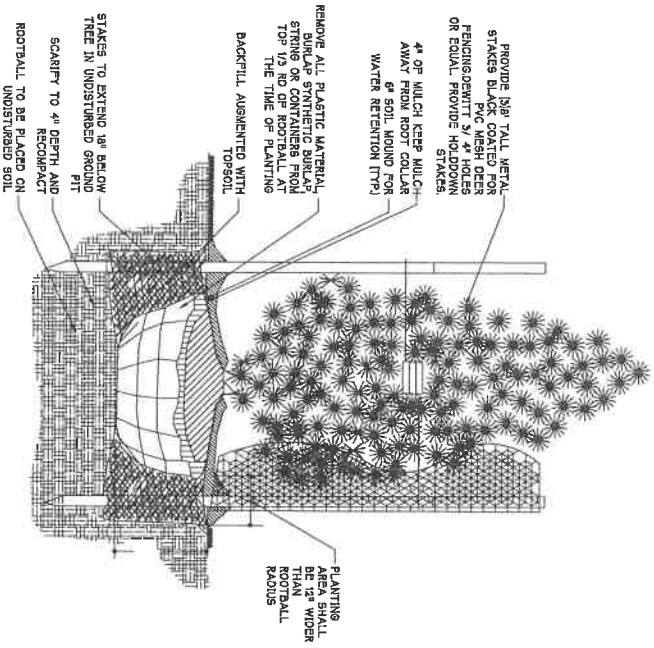 PROVIDE (3)8' TALL METAL
STAKES BLACK COATED FOR
PVC MESH DEER
FENCING.DEWITT 3/ 4" HOLES
OR EQUAL PROVIDE HOLDOWN
STAKES.
4" OF MULCH KEEP MULCH
AWAY FROM ROOT COLLAR
6" SOIL MOUND FOR
WATER RETENTION (TYP.)
REMOVE ALL PLASTIC MATERIAL
BURLAP SYNTHETIC BURLAP,
STRING OR CONTAINERS FROM
TOP 1/3 RD OF ROOTBALL AT
THE TIME OF PLANTING
BACKFILL AUGMENTED WITH
TOPSOIL
STAKES TO EXTEND 18" BELOW
TREE IN UNDISTURBED GROUND
PIT
SCARIFY TO 4" DEPTH AND
RECOMPACT
ROOTBALL TO BE PLACED ON
UNDISTURBED SOIL
PLANTING
AREA SHALL
BE 12" WIDER
THAN
ROOTBALL
RADIUS